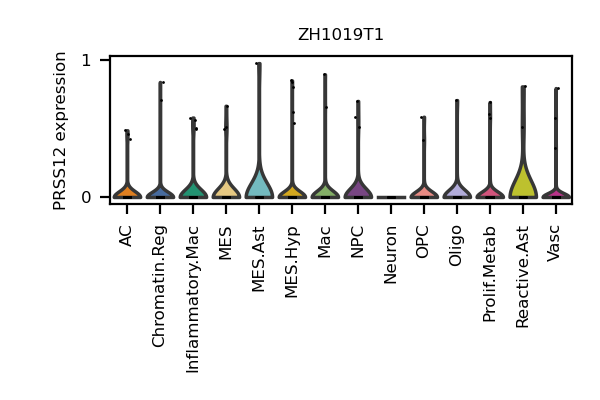 ZH1019T1
PRSS12 expression
1
0
AC
Chromatin.Reg
Inflammatory.Mac
MES
MES.Ast
MES.Hyp
Mac
NPC
Neuron
OPC
Oligo
Prolif.Metab
Reactive.Ast
Vasc